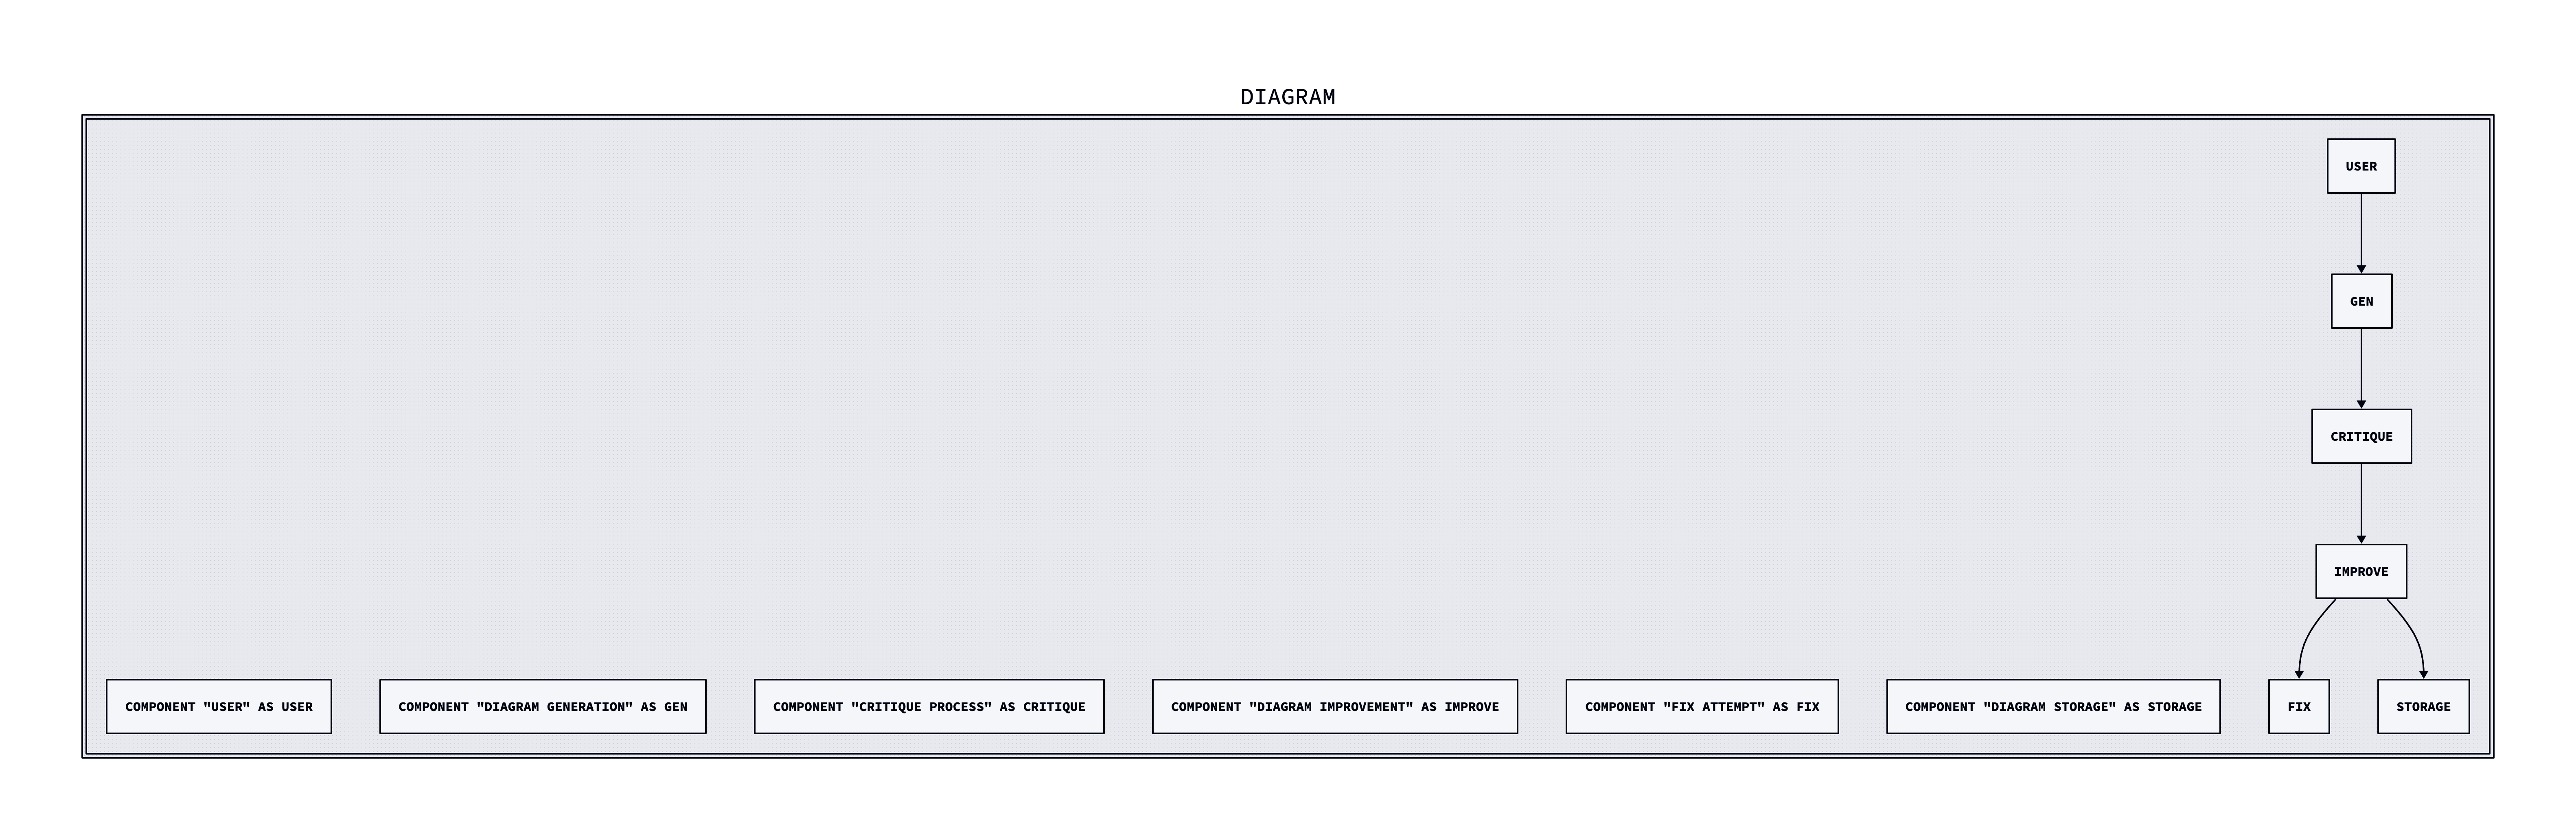 DIAGRAM
USER
GEN
CRITIQUE
IMPROVE
COMPONENT "USER" AS USER
COMPONENT "DIAGRAM GENERATION" AS GEN
COMPONENT "CRITIQUE PROCESS" AS CRITIQUE
COMPONENT "DIAGRAM IMPROVEMENT" AS IMPROVE
COMPONENT "FIX ATTEMPT" AS FIX
COMPONENT "DIAGRAM STORAGE" AS STORAGE
FIX
STORAGE